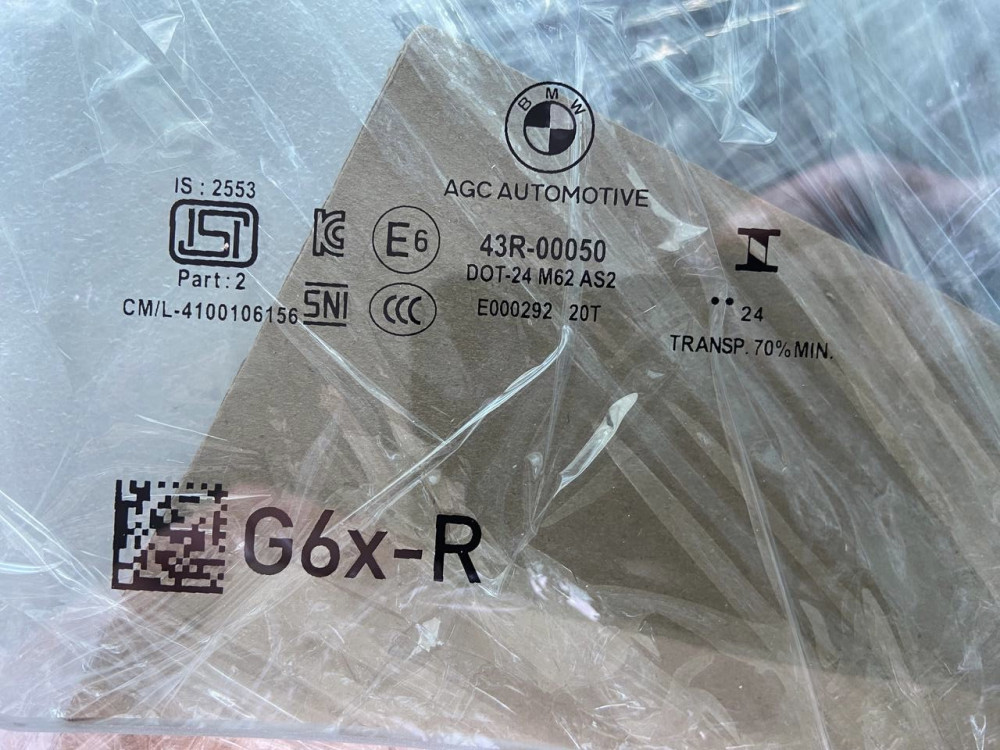 BMW
AGC AUTOMOTIVE
IS : 2553
ISI
Part : 2
CM/L-4100106156
KC
E6
SNI
CCC
43R-00050
DOT-24 M62 AS2
E000292 20T
I
•• 24
TRANSP. 70% MIN.
G6x-R